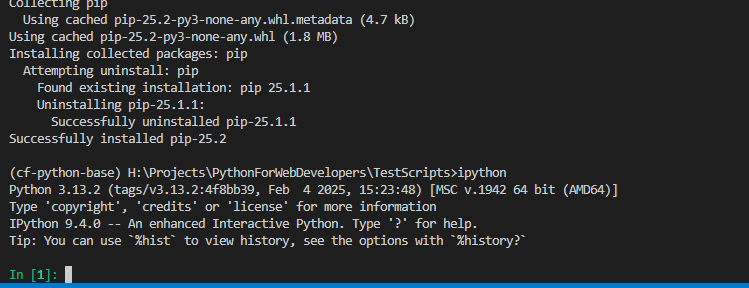 Collecting pip
  Using cached pip-25.2-py3-none-any.whl.metadata (4.7 kB)
Using cached pip-25.2-py3-none-any.whl (1.8 MB)
Installing collected packages: pip
  Attempting uninstall: pip
    Found existing installation: pip 25.1.1
    Uninstalling pip-25.1.1:
      Successfully uninstalled pip-25.1.1
Successfully installed pip-25.2

(cf-python-base) H:\Projects\PythonForWebDevelopers\TestScripts>ipython
Python 3.13.2 (tags/v3.13.2:4f8bb39, Feb  4 2025, 15:23:48) [MSC v.1942 64 bit (AMD64)]
Type 'copyright', 'credits' or 'license' for more information
IPython 9.4.0 -- An enhanced Interactive Python. Type '?' for help.
Tip: You can use `%hist` to view history, see the options with `%history?`

In [1]: